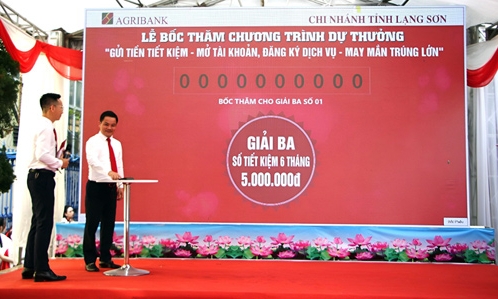 AGRIBANK
CHI NHÁNH TỈNH LẠNG SƠN
LỄ BỐC THĂM CHƯƠNG TRÌNH DỰ THƯỞNG
"GỬI TIỀN TIẾT KIỆM - MỞ TÀI KHOẢN, ĐĂNG KÝ DỊCH VỤ - MAY MẮN TRÚNG LỚN"
00000000000
BỐC THĂM CHO GIẢI BA SỐ 01
GIẢI BA
SỔ TIẾT KIỆM 6 THÁNG
5.000.000đ